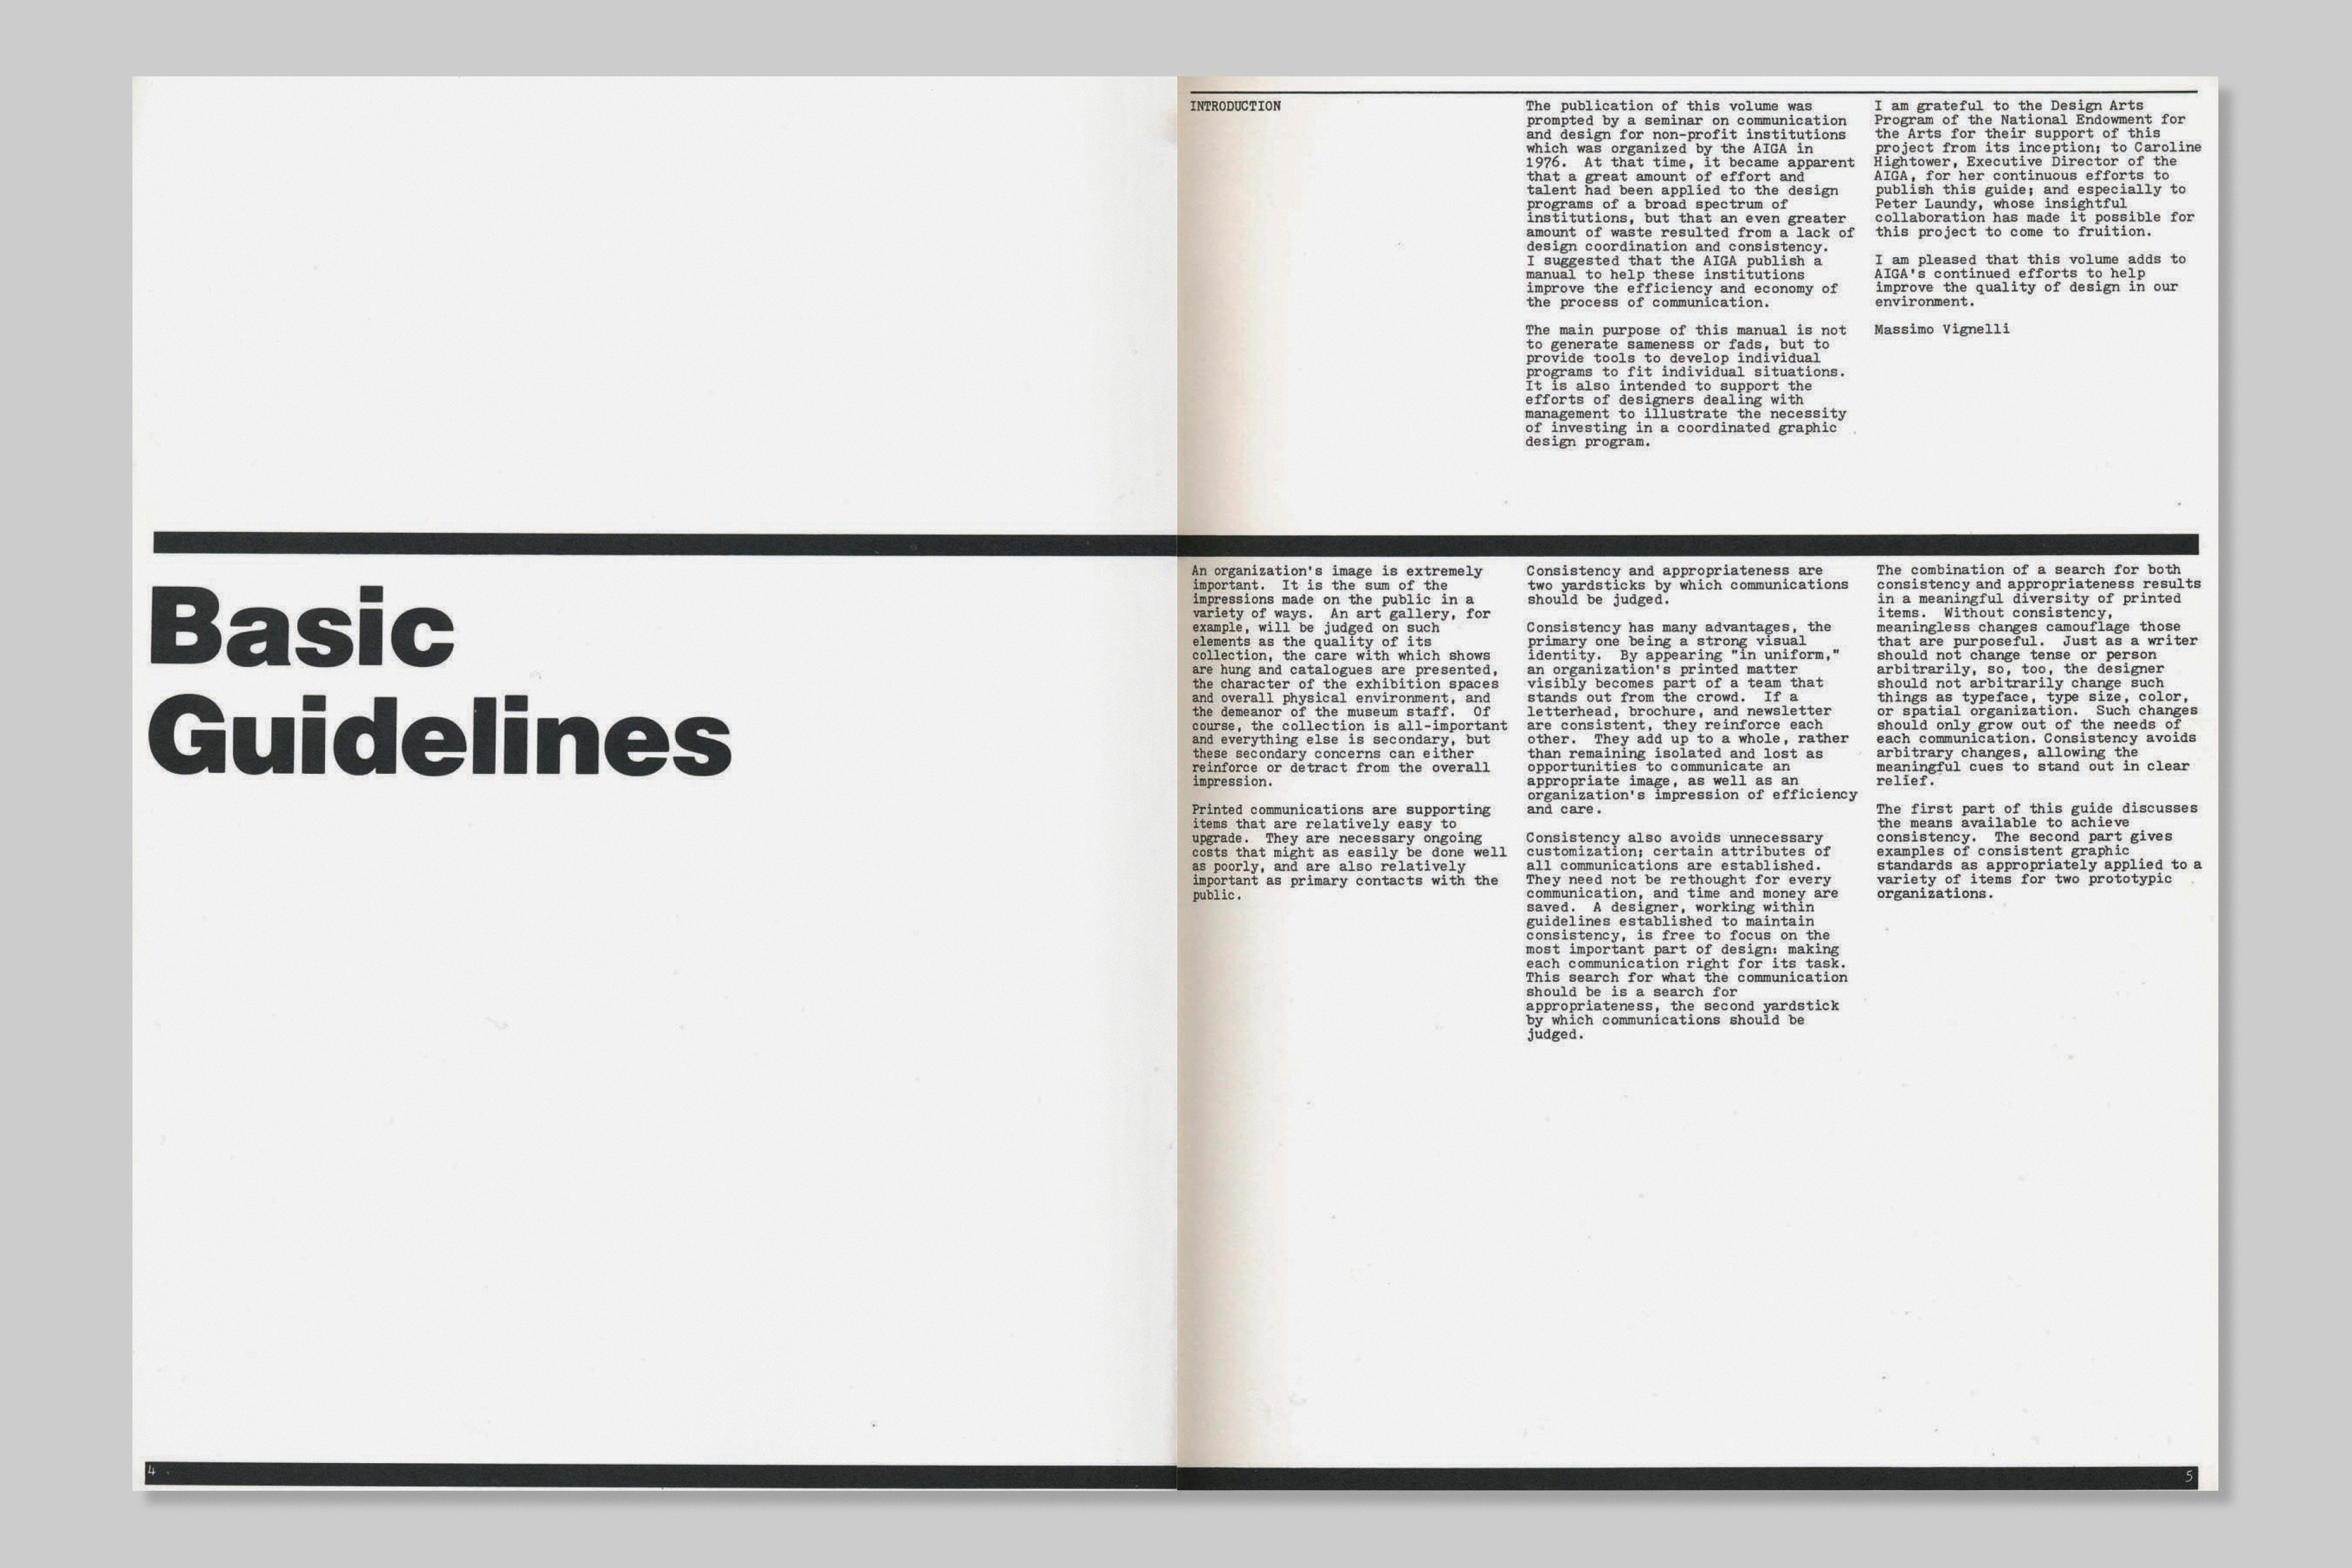 Basic
Guidelines
4
INTRODUCTION
The publication of this volume was
prompted by a seminar on communication
and design for non-profit institutions
which was organized by the AIGA in
1976.  At that time, it became apparent
that a great amount of effort and
talent had been applied to the design
programs of a broad spectrum of
institutions, but that an even greater
amount of waste resulted from a lack of
design coordination and consistency.
I suggested that the AIGA publish a
manual to help these institutions
improve the efficiency and economy of
the process of communication.
The main purpose of this manual is not
to generate sameness or fads, but to
provide tools to develop individual
programs to fit individual situations.
It is also intended to support the
efforts of designers dealing with
management to illustrate the necessity
of investing in a coordinated graphic
design program.
I am grateful to the Design Arts
Program of the National Endowment for
the Arts for their support of this
project from its inception; to Caroline
Hightower, Executive Director of the
AIGA, for her continuous efforts to
publish this guide; and especially to
Peter Laundy, whose insightful
collaboration has made it possible for
this project to come to fruition.
I am pleased that this volume adds to
AIGA's continued efforts to help
improve the quality of design in our
environment.
Massimo Vignelli
An organization's image is extremely
important.  It is the sum of the
impressions made on the public in a
variety of ways.  An art gallery, for
example, will be judged on such
elements as the quality of its
collection, the care with which shows
are hung and catalogues are presented,
the character of the exhibition spaces
and overall physical environment, and
the demeanor of the museum staff.  Of
course, the collection is all-important
and everything else is secondary, but
these secondary concerns can either
reinforce or detract from the overall
impression.
Printed communications are supporting
items that are relatively easy to
upgrade.  They are necessary ongoing
costs that might as easily be done well
as poorly, and are also relatively
important as primary contacts with the
public.
Consistency and appropriateness are
two yardsticks by which communications
should be judged.
Consistency has many advantages, the
primary one being a strong visual
identity.  By appearing "in uniform,"
an organization's printed matter
visibly becomes part of a team that
stands out from the crowd.  If a
letterhead, brochure, and newsletter
are consistent, they reinforce each
other.  They add up to a whole, rather
than remaining isolated and lost as
opportunities to communicate an
appropriate image, as well as an
organization's impression of efficiency
and care.
Consistency also avoids unnecessary
customization; certain attributes of
all communications are established.
They need not be rethought for every
communication, and time and money are
saved.  A designer, working within
guidelines established to maintain
consistency, is free to focus on the
most important part of design: making
each communication right for its task.
This search for what the communication
should be is a search for
appropriateness, the second yardstick
by which communications should be
judged.
The combination of a search for both
consistency and appropriateness results
in a meaningful diversity of printed
items.  Without consistency,
meaningless changes camouflage those
that are purposeful.  Just as a writer
should not change tense or person
arbitrarily, so, too, the designer
should not arbitrarily change such
things as typeface, type size, color,
or spatial organization.  Such changes
should only grow out of the needs of
each communication. Consistency avoids
arbitrary changes, allowing the
meaningful cues to stand out in clear
relief.
The first part of this guide discusses
the means available to achieve
consistency.  The second part gives
examples of consistent graphic
standards as appropriately applied to a
variety of items for two prototypic
organizations.
5